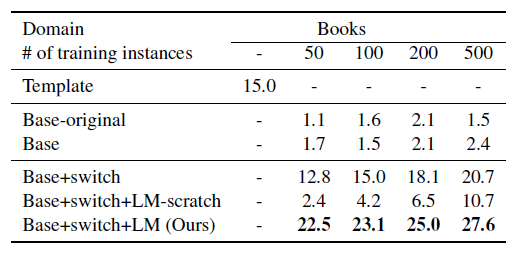 Domain Books
# of training instances - 50 100 200 500
Template 15.0 - - - -
Base-original - 1.1 1.6 2.1 1.5
Base - 1.7 1.5 2.1 2.4
Base+switch - 12.8 15.0 18.1 20.7
Base+switch+LM-scratch - 2.4 4.2 6.5 10.7
Base+switch+LM (Ours) - 22.5 23.1 25.0 27.6